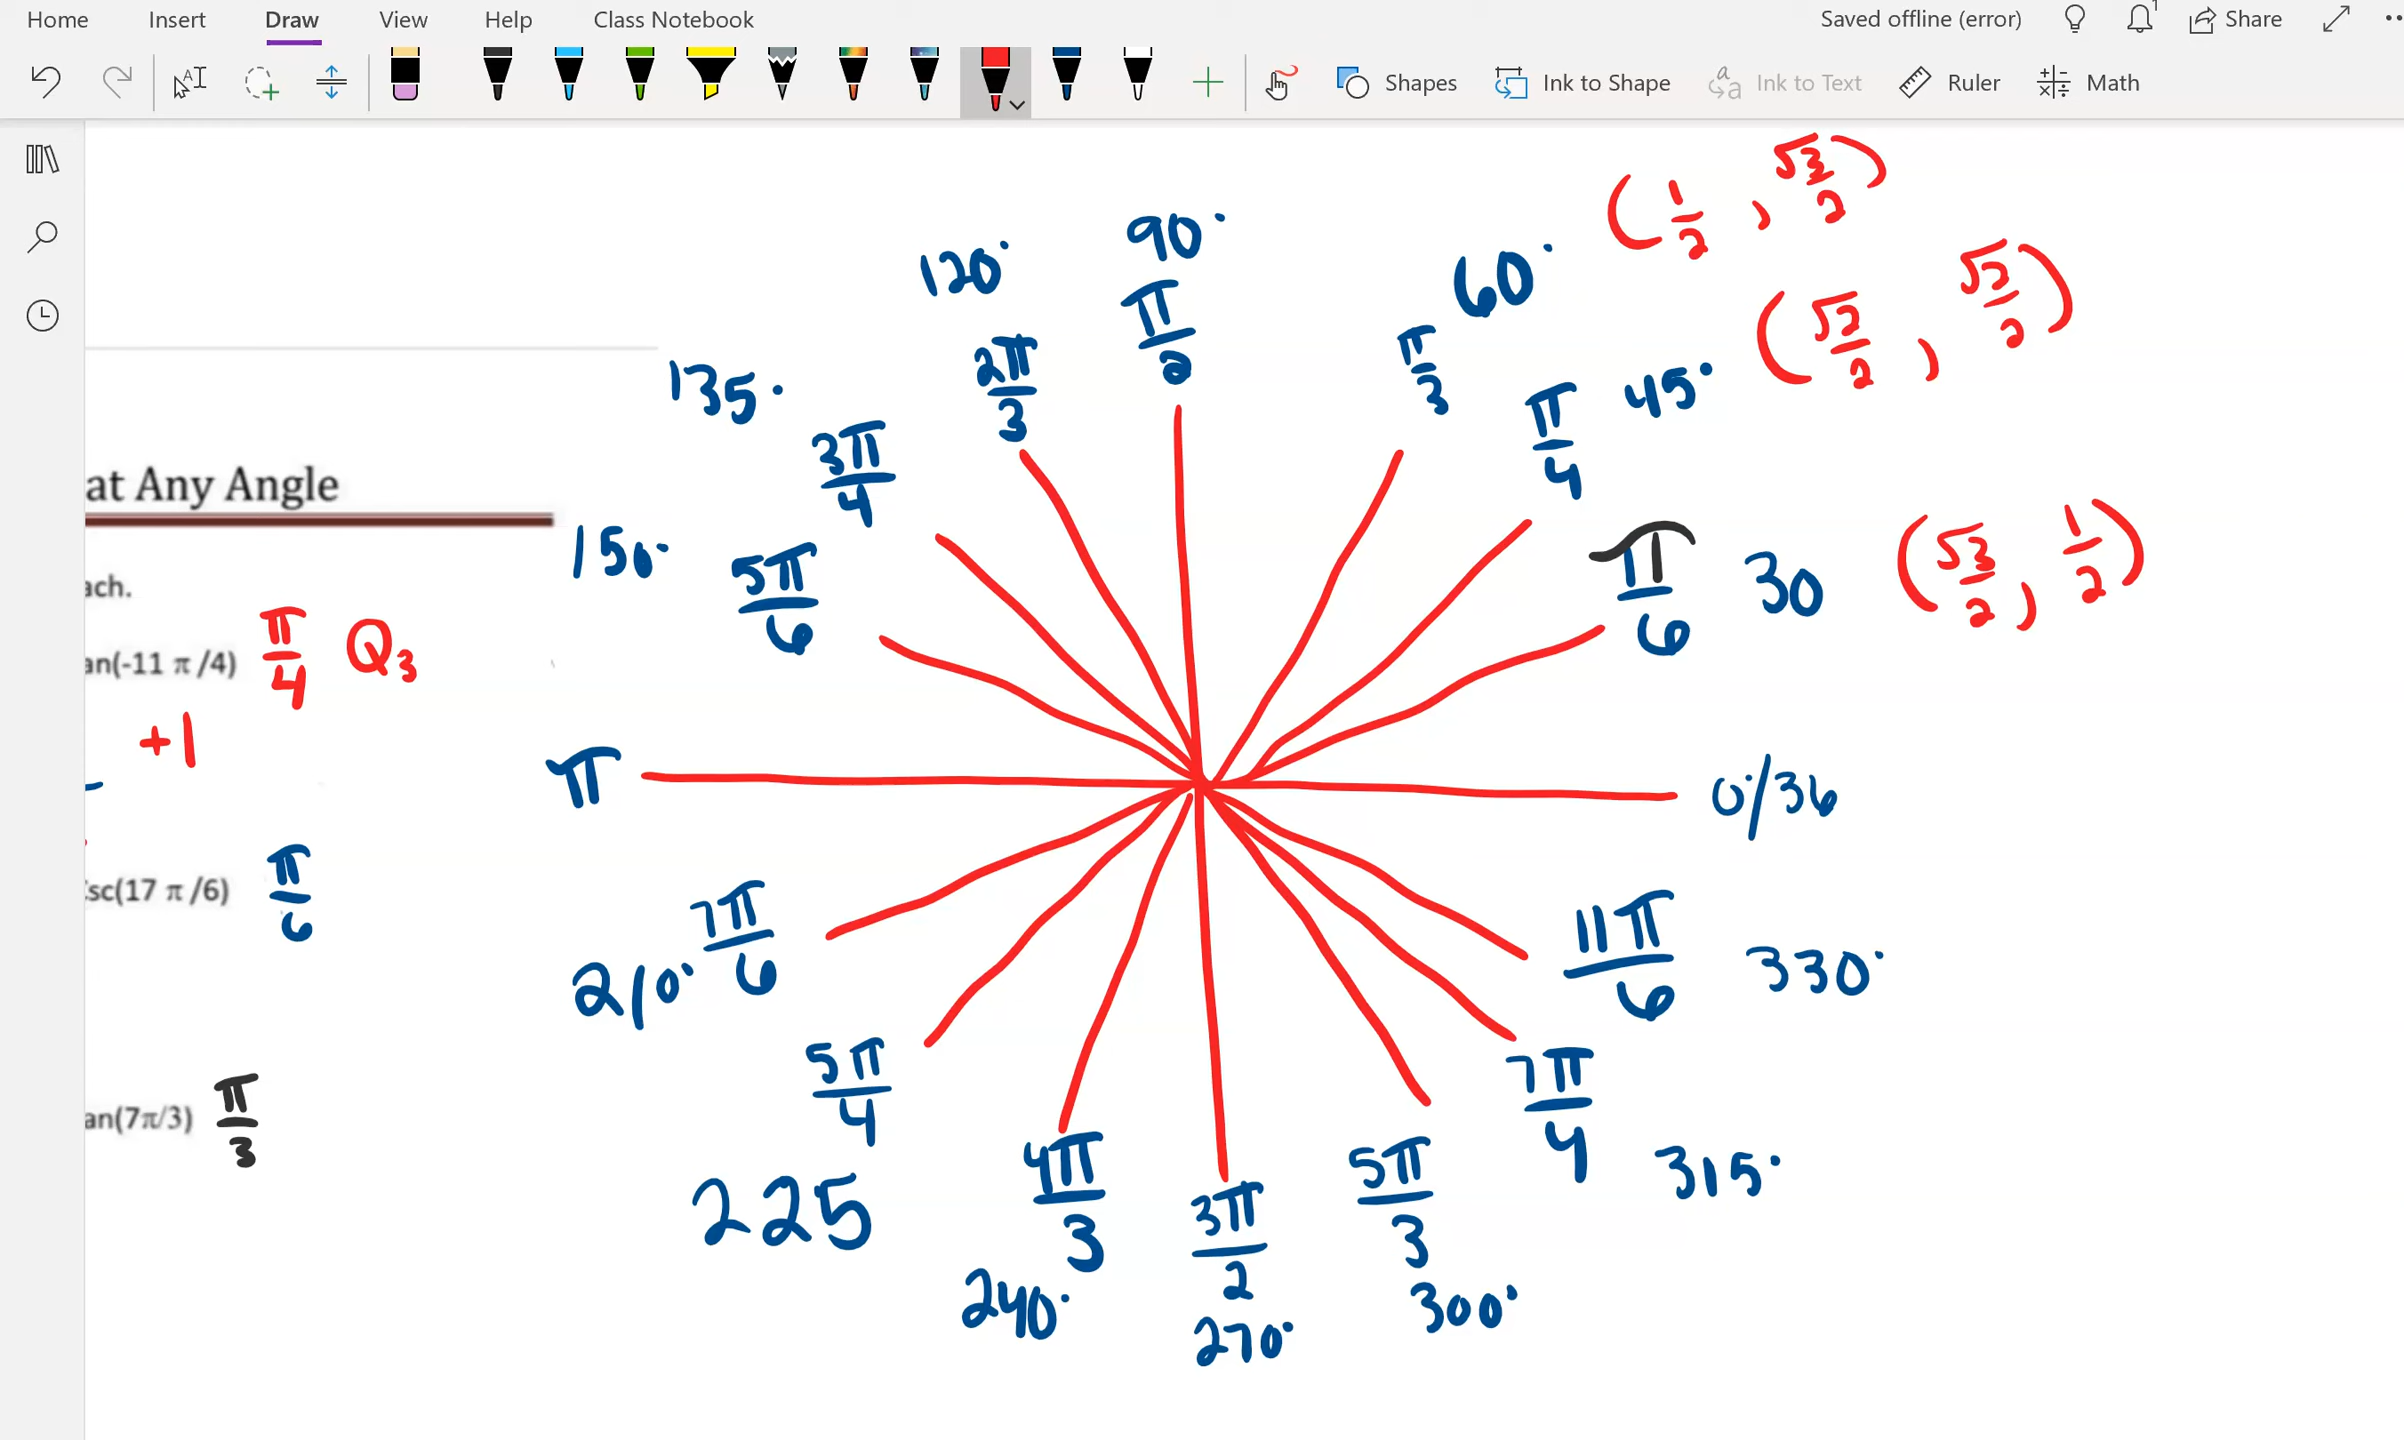 Home Insert Draw View Help Class Notebook Saved offline (error) 1 Share
Shapes Ink to Shape Ink to Text Ruler Math
(1/2, √3/2)
90°
120° π/2 60° (√2/2, √2/2)
135° 2π/3 π/3 45°
3π/4 π/4
at Any Angle
150° 5π/6 π/6 30 (√3/2, 1/2)
ach.
an(-11 π /4) π/4 Q3
+1
π 0°/36
csc(17 π /6) π/6
7π/6 11π/6
210° 330°
an(7π/3) π/3
5π/4 7π/4
225 4π/3 3π/2 5π/3 315°
240° 270° 300°